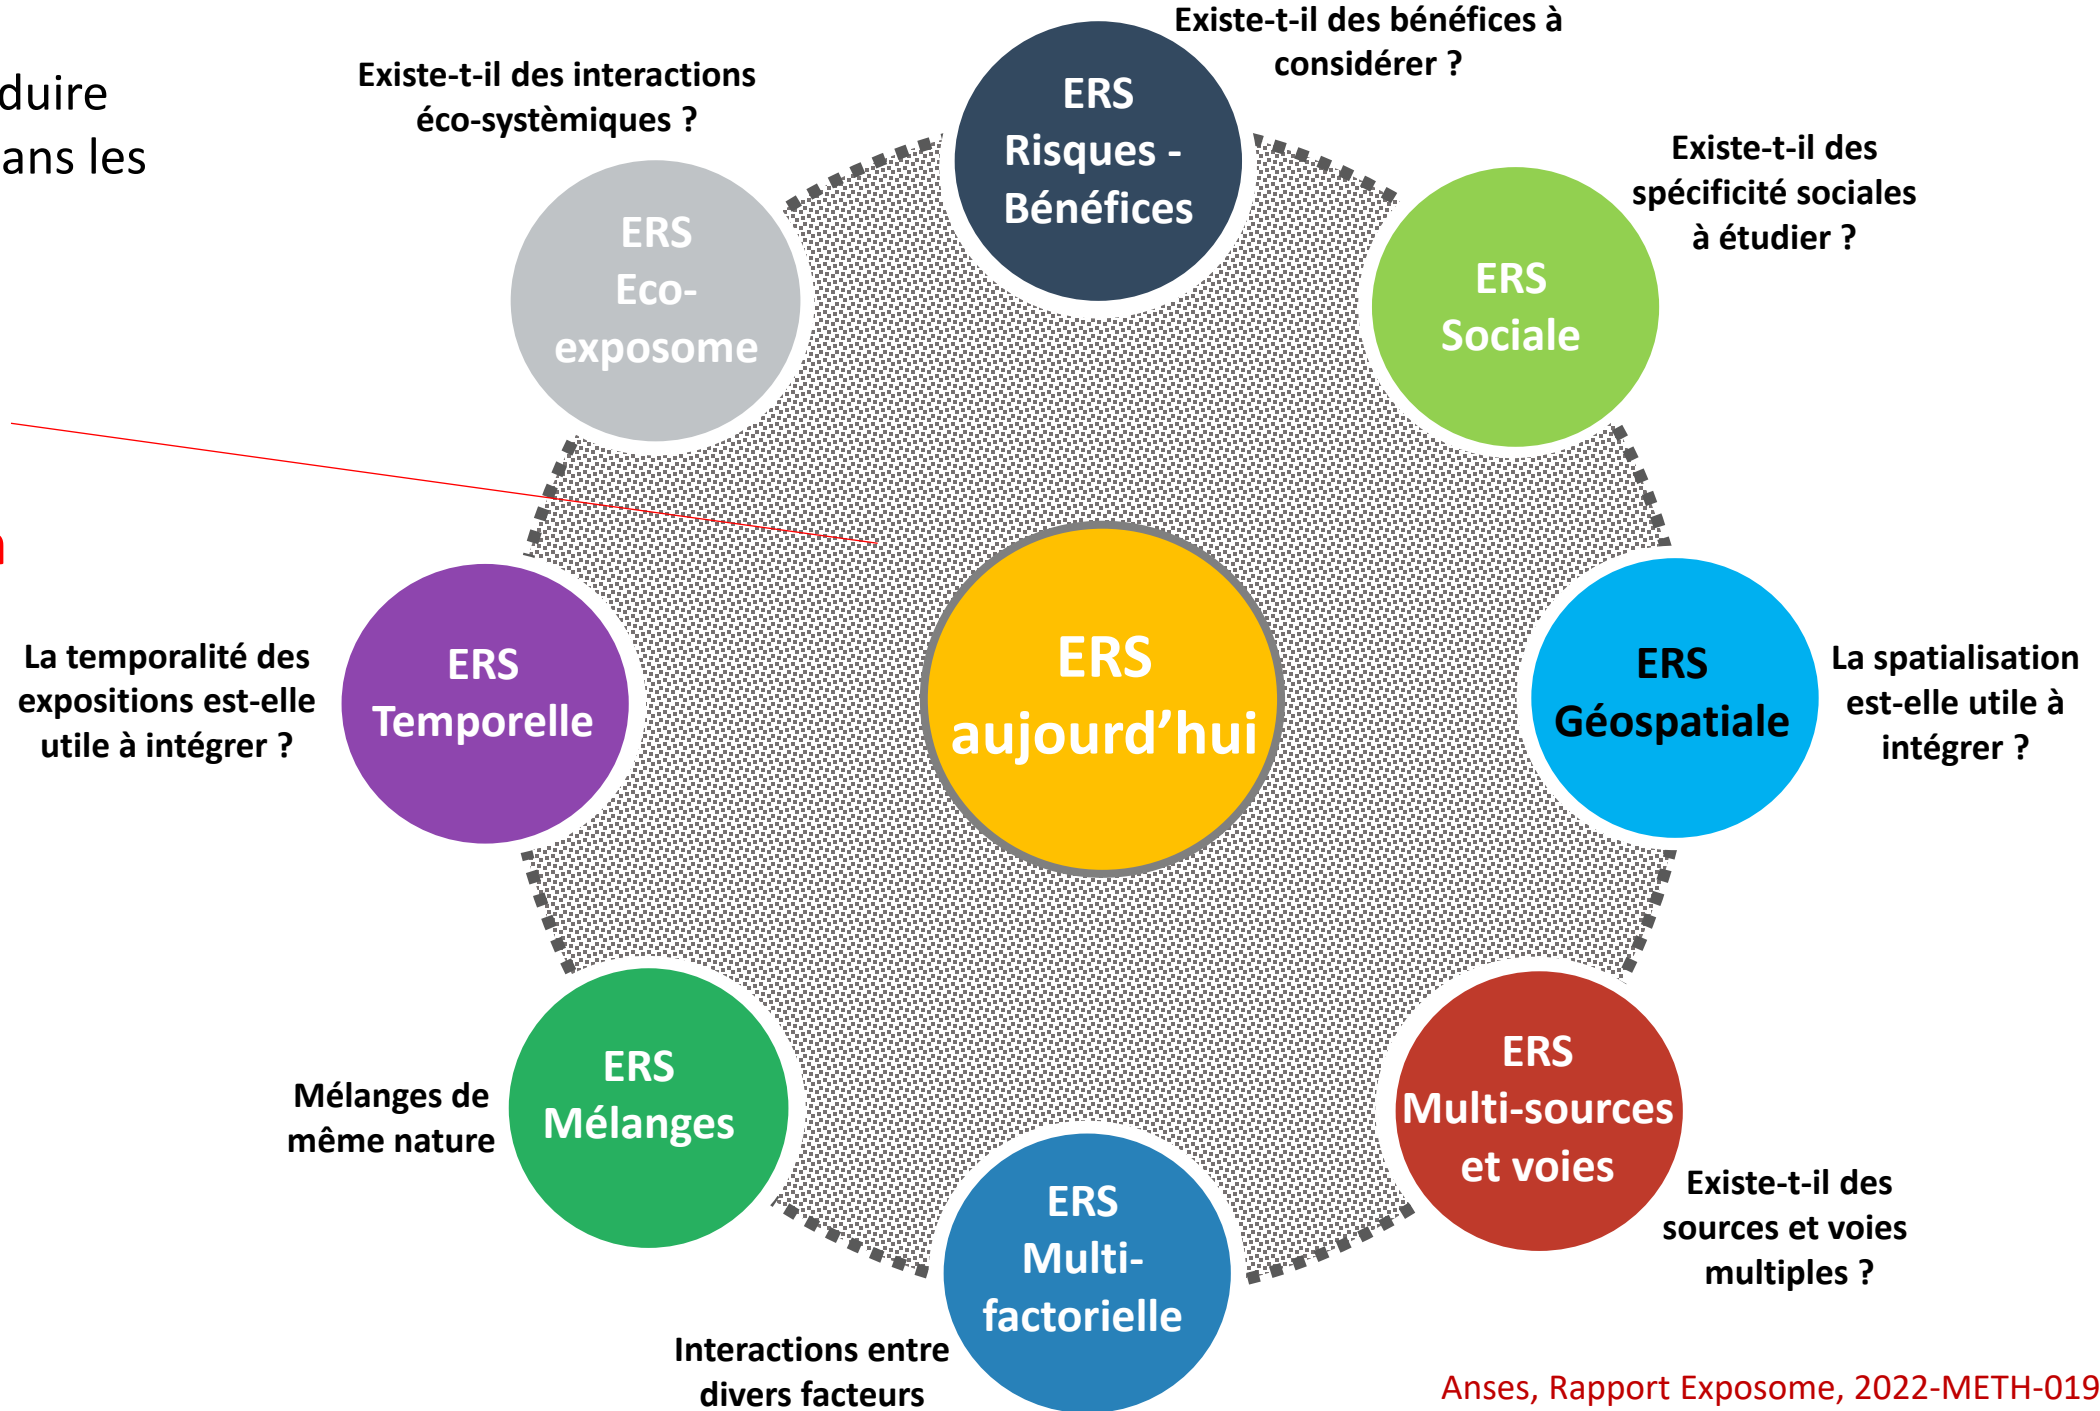 duire
ans les
n
Existe-t-il des interactions
éco-systèmiques ?
Existe-t-il des bénéfices à
considérer ?
ERS
Risques -
Bénéfices
ERS
Eco-
exposome
Existe-t-il des
spécificité sociales
à étudier ?
ERS
Sociale
La temporalité des
expositions est-elle
utile à intégrer ?
ERS
Temporelle
ERS
aujourd’hui
ERS
Géospatiale
La spatialisation
est-elle utile à
intégrer ?
Mélanges de
même nature
ERS
Mélanges
ERS
Multi-sources
et voies
Existe-t-il des
sources et voies
multiples ?
ERS
Multi-
factorielle
Interactions entre
divers facteurs
Anses, Rapport Exposome, 2022-METH-019